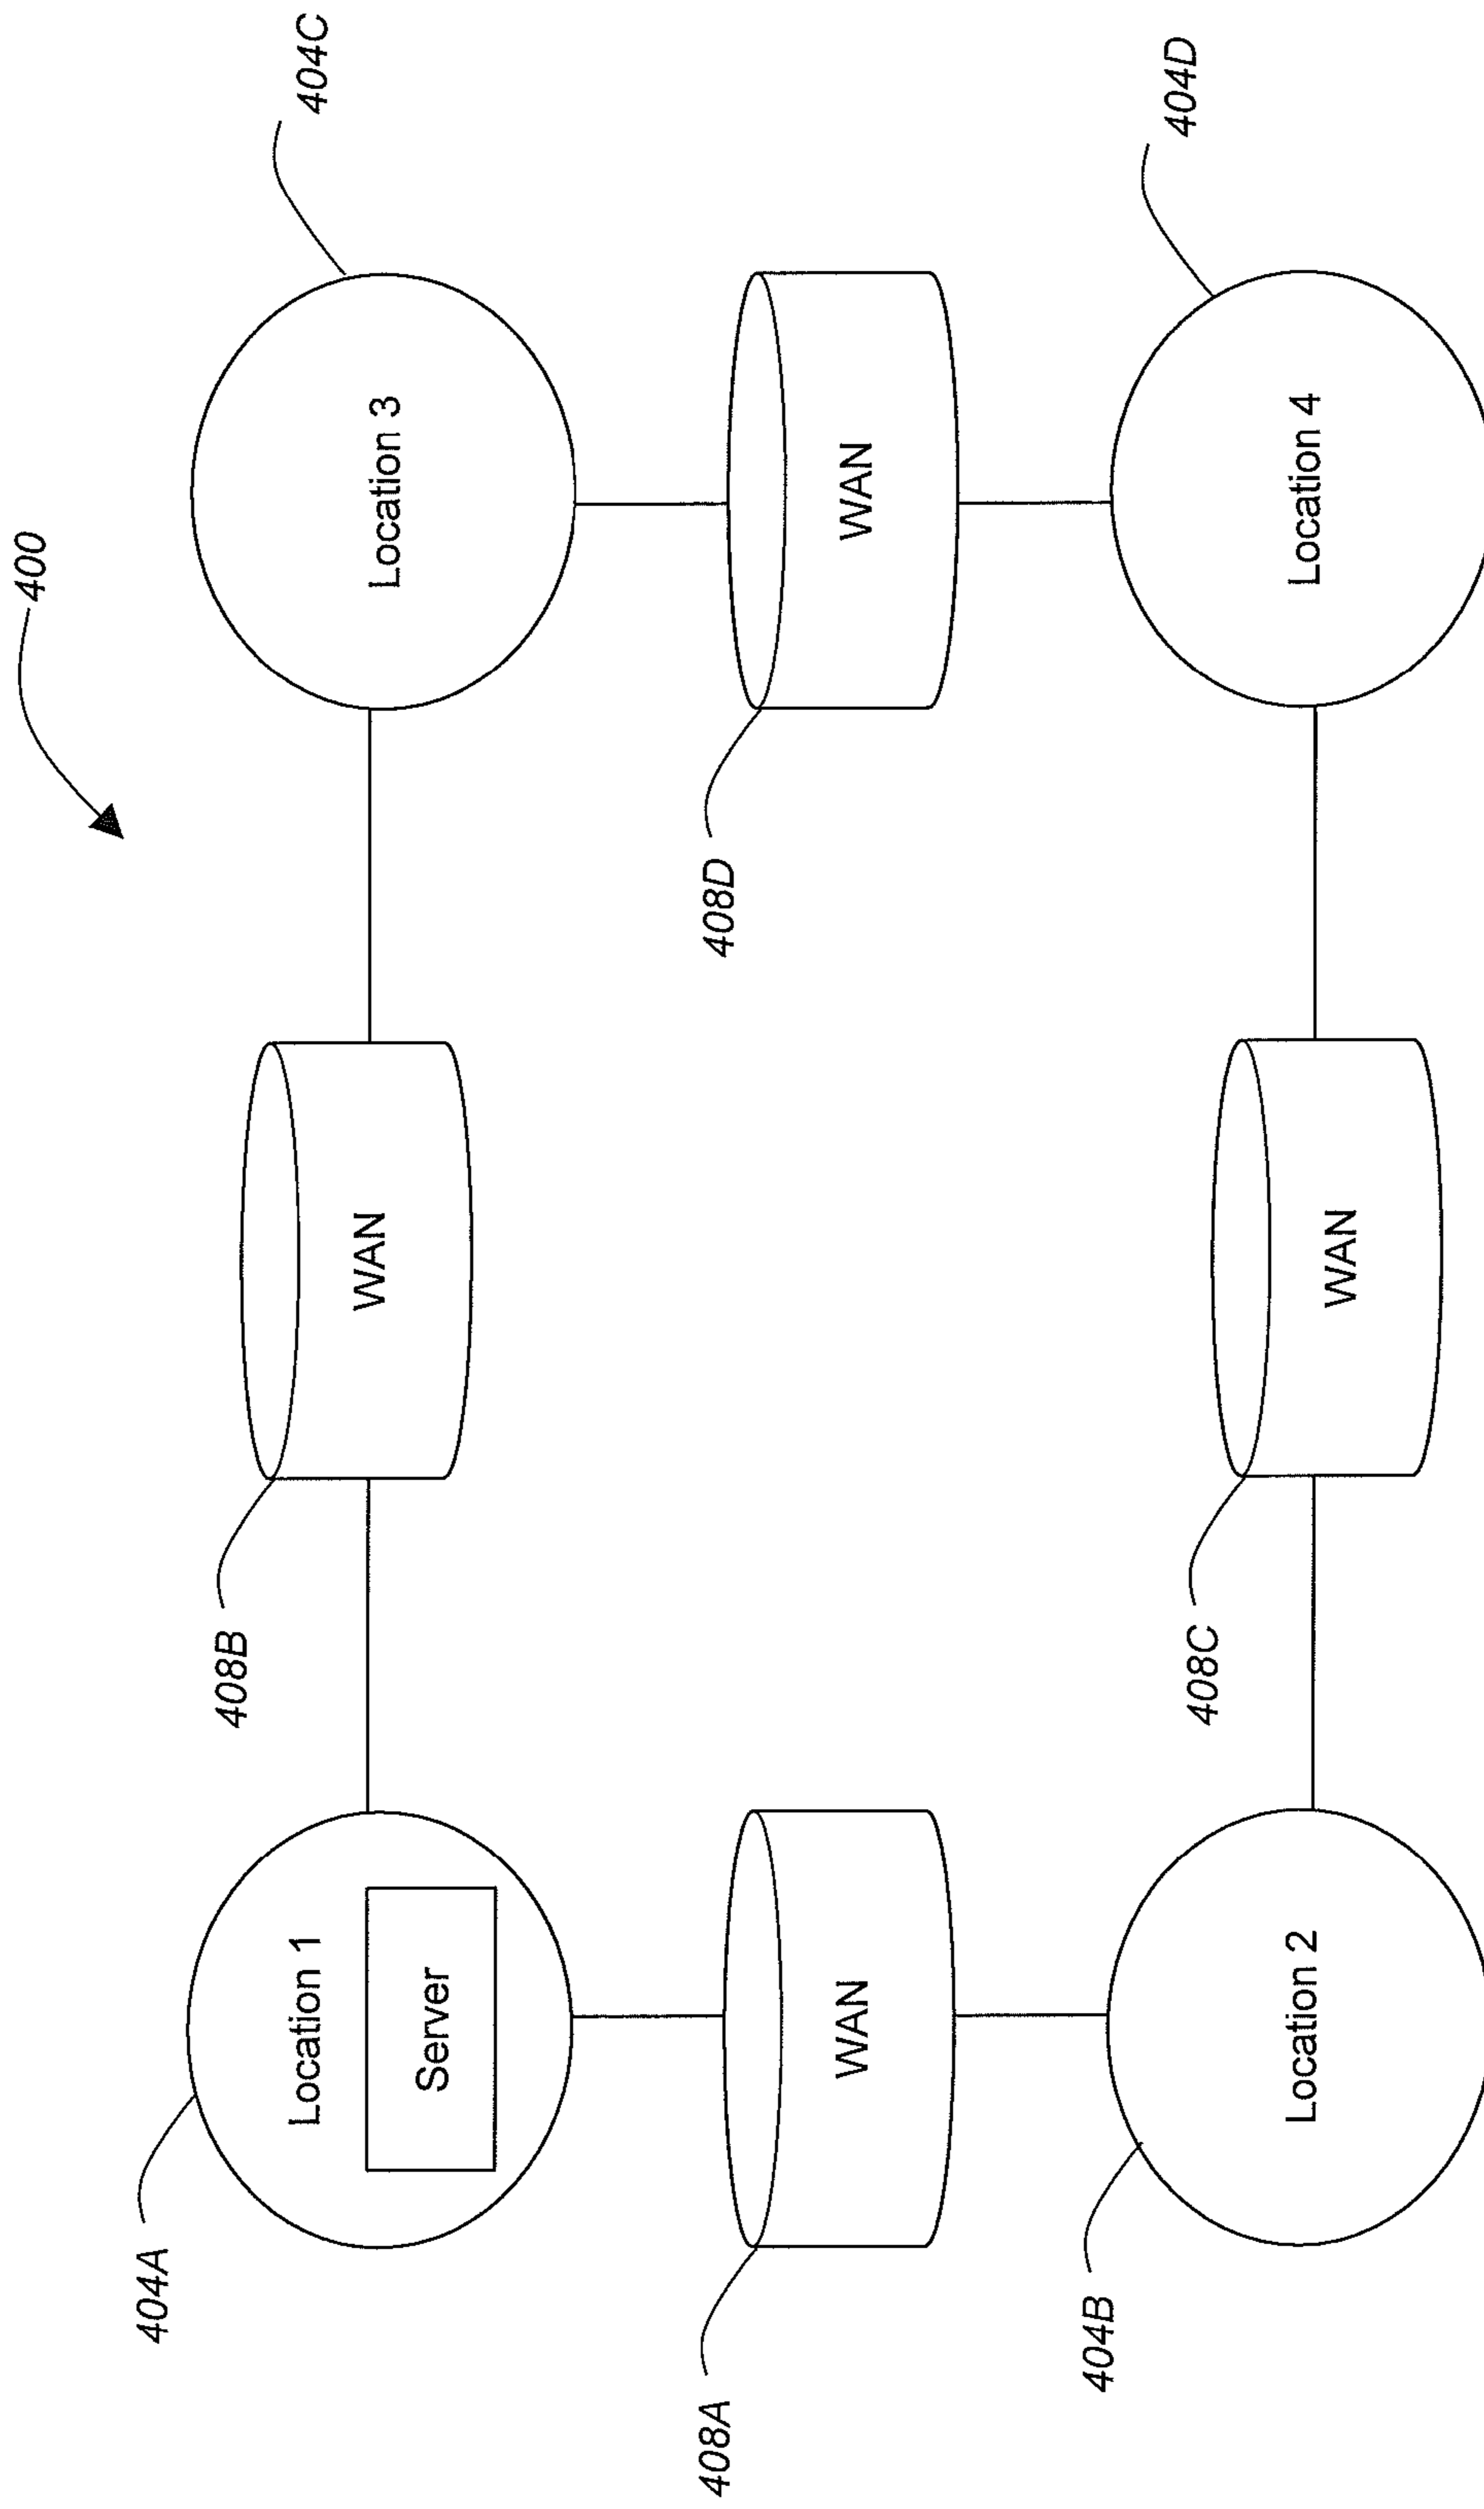 400
404A
Location 1
Server
408B
WAN
Location 3
404C
408A
WAN
408D
WAN
404B
Location 2
408C
WAN
Location 4
404D